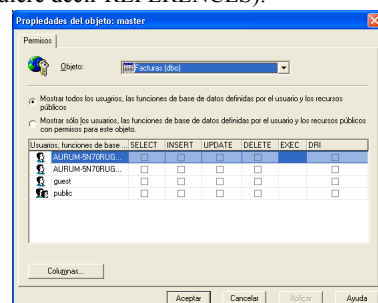 quiere decir REFERENCES).
Propiedades del objeto: master
Permisos
Objeto: Facturas (dbo)
Mostrar todos los usuarios, las funciones de base de datos definidas por el usuario y los recursos públicos
Mostrar sólo los usuarios, las funciones de base de datos definidas por el usuario y los recursos públicos con permisos para este objeto.
Usuarios, funciones de base ... SELECT INSERT UPDATE DELETE EXEC DRI
AURUM-5N70RUG...
AURUM-5N70RUG...
guest
public
Columnas...
Aceptar Cancelar Aplicar Ayuda